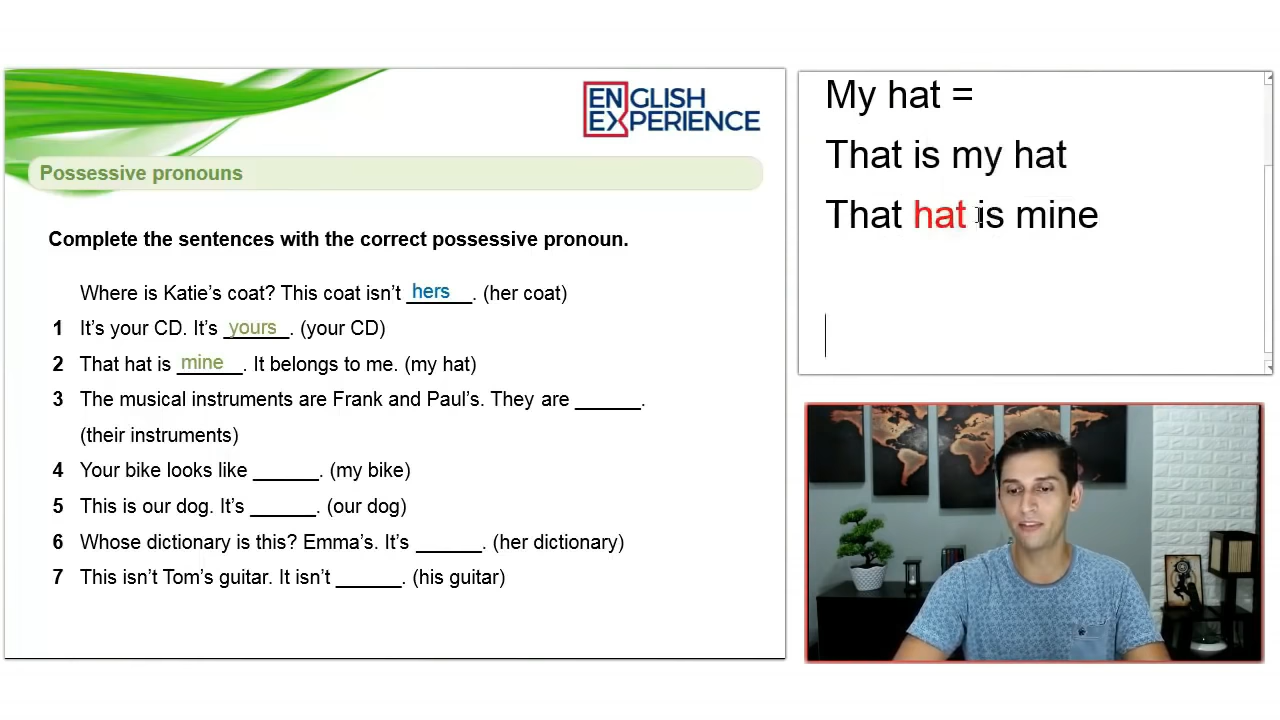 ENGLISH
EXPERIENCE
Possessive pronouns
Complete the sentences with the correct possessive pronoun.
Where is Katie’s coat? This coat isn’t hers. (her coat)
1 It’s your CD. It’s yours. (your CD)
2 That hat is mine. It belongs to me. (my hat)
3 The musical instruments are Frank and Paul’s. They are ______.
(their instruments)
4 Your bike looks like ______. (my bike)
5 This is our dog. It’s ______. (our dog)
6 Whose dictionary is this? Emma’s. It’s ______. (her dictionary)
7 This isn’t Tom’s guitar. It isn’t ______. (his guitar)
My hat =
That is my hat
That hat is mine